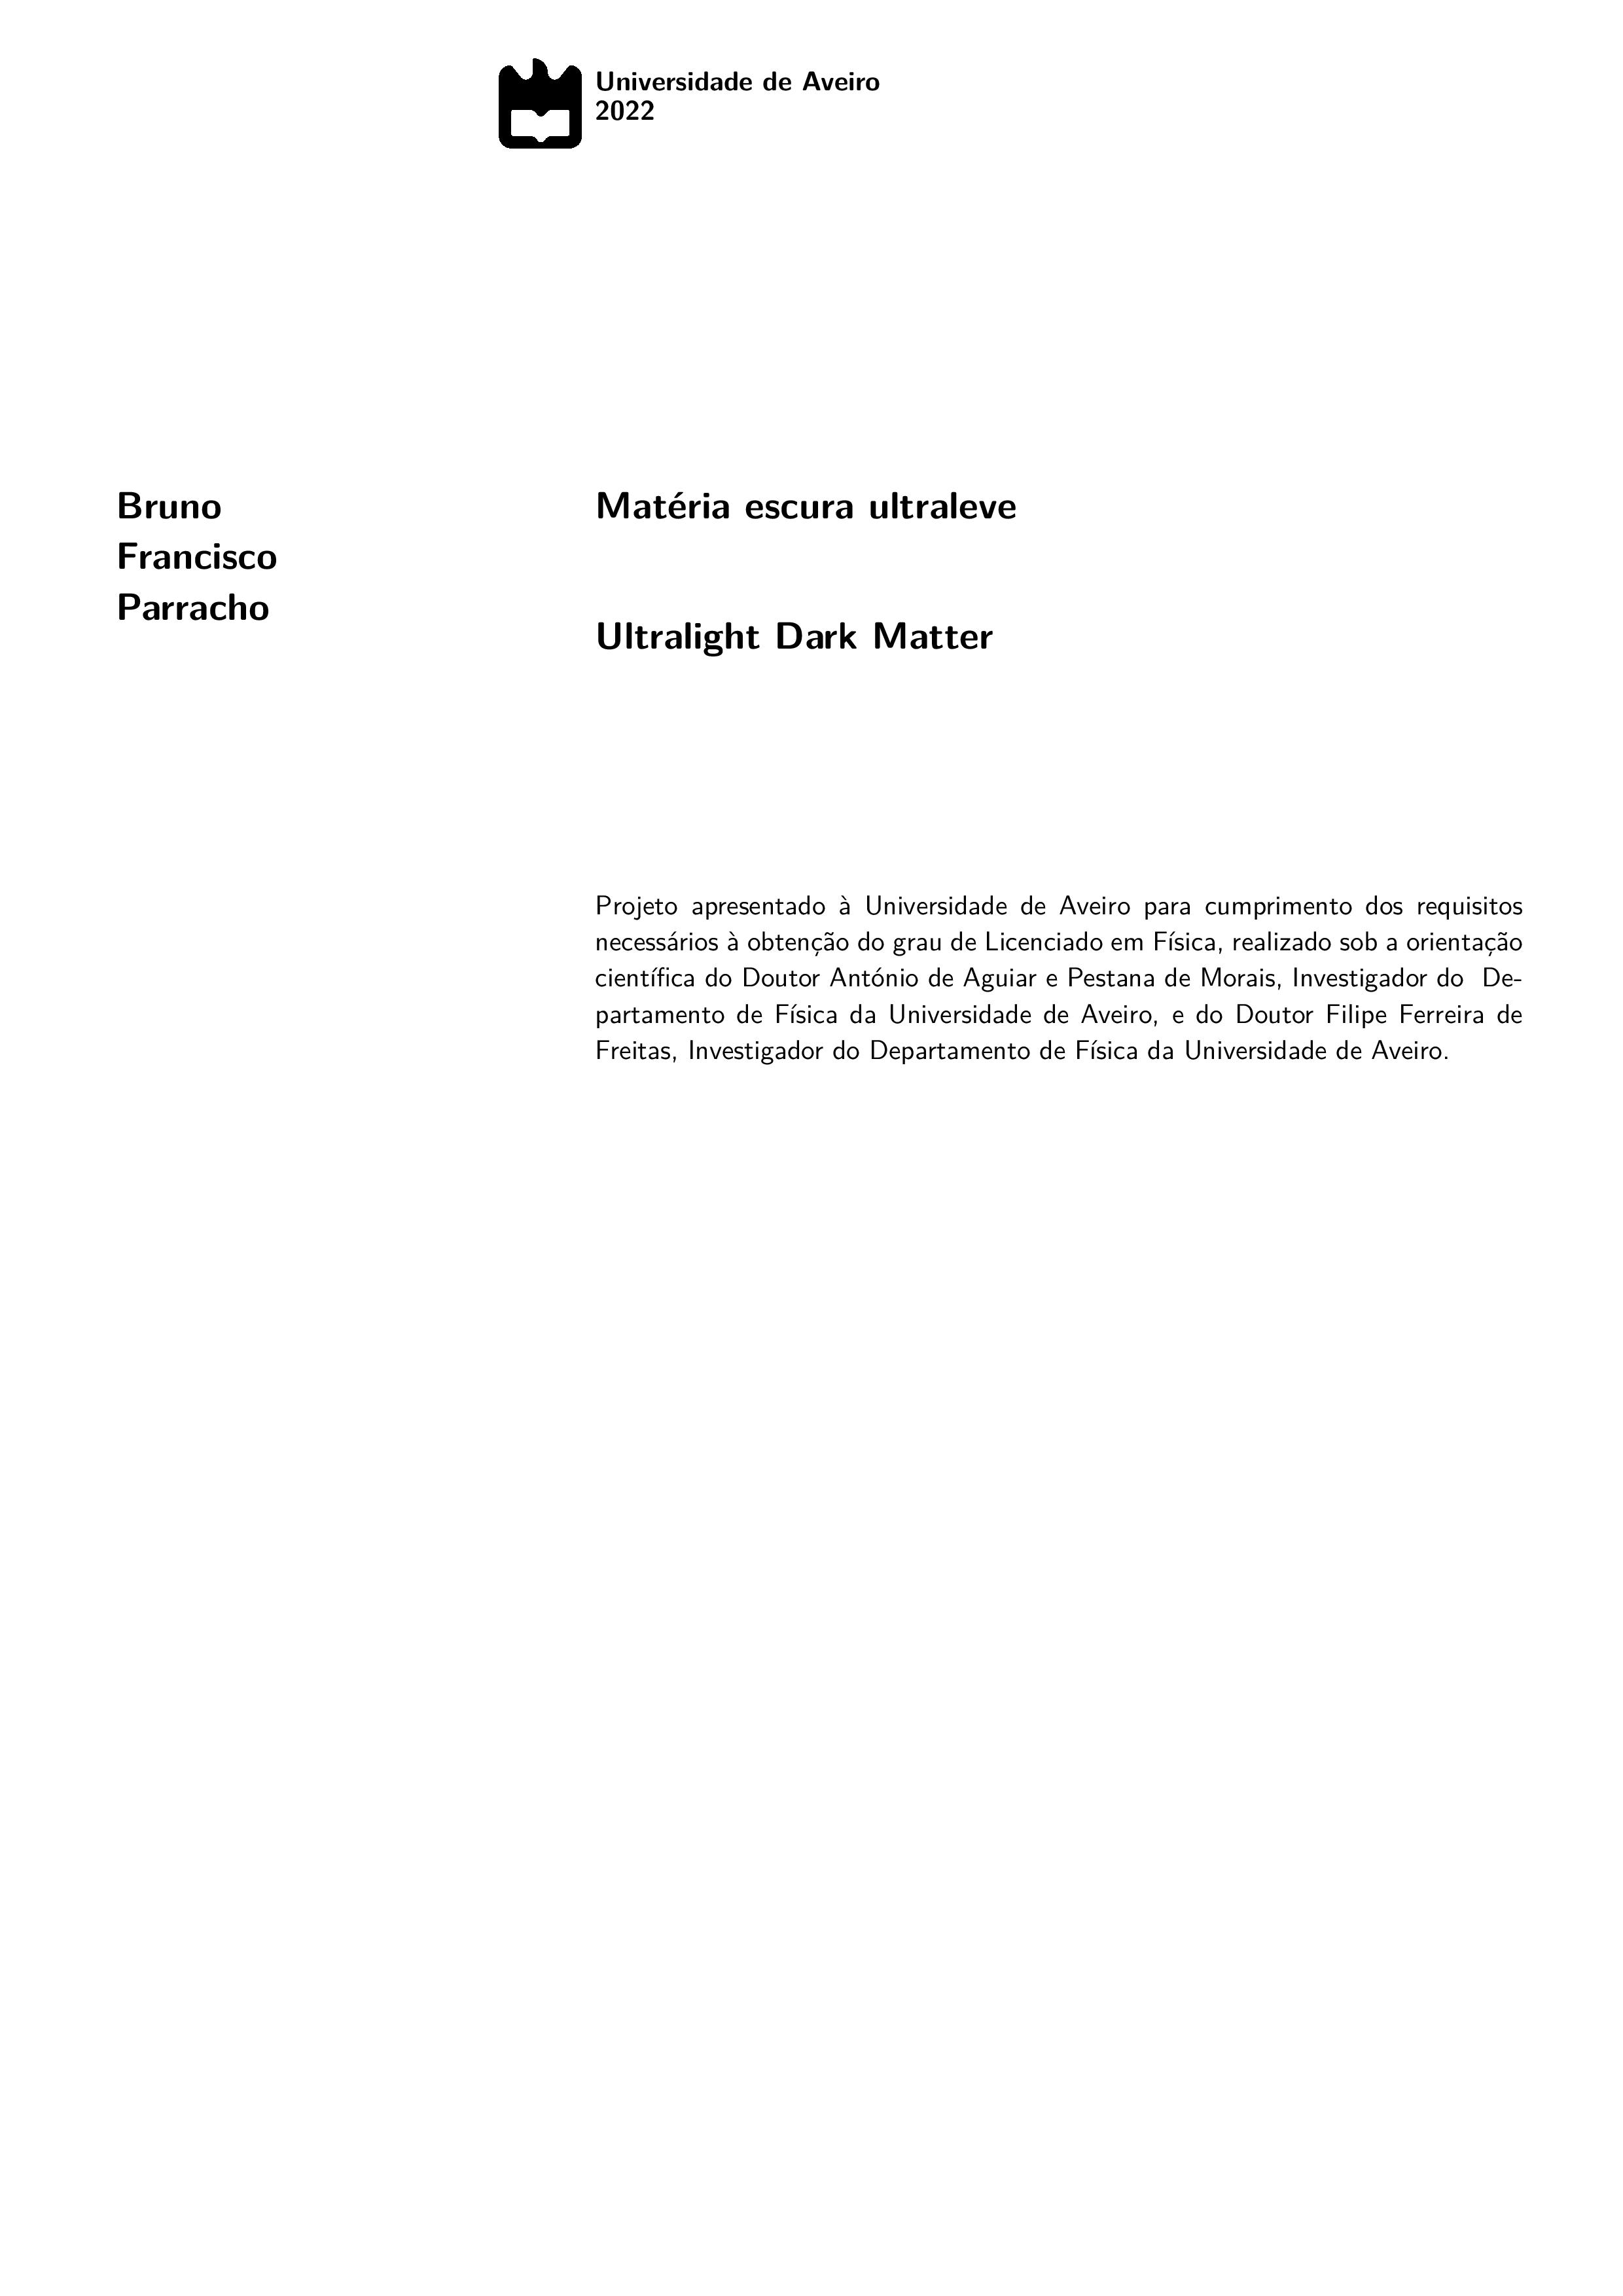 Universidade de Aveiro
2022
Bruno
Francisco
Parracho
Matéria escura ultraleve
Ultralight Dark Matter
Projeto apresentado à Universidade de Aveiro para cumprimento dos requisitos
necessários à obtenção do grau de Licenciado em Física, realizado sob a orientação
científica do Doutor António de Aguiar e Pestana de Morais, Investigador do De-
partamento de Física da Universidade de Aveiro, e do Doutor Filipe Ferreira de
Freitas, Investigador do Departamento de Física da Universidade de Aveiro.